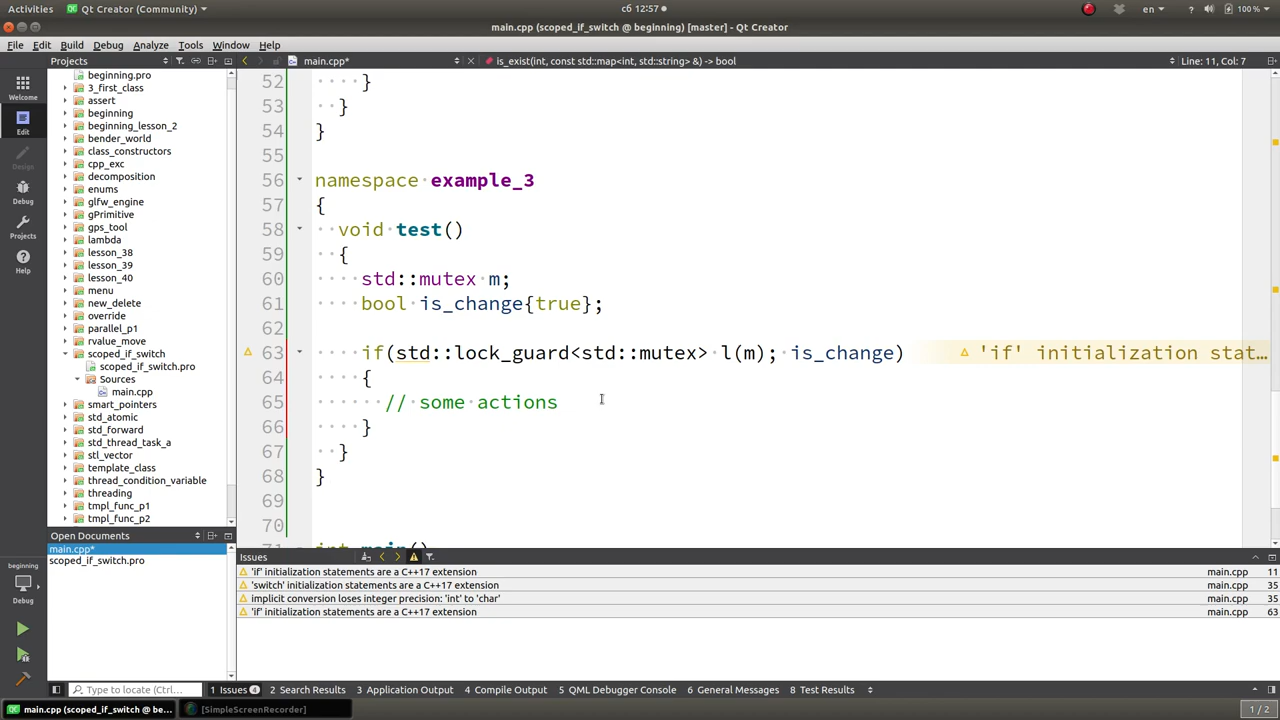 Activities Qt Creator (Community) сб 12:57 en ? 100 %
main.cpp (scoped_if_switch @ beginning) [master] - Qt Creator
File Edit Build Debug Analyze Tools Window Help
Projects main.cpp* is_exist(int, const std::map<int, std::string> &) -> bool Line: 11, Col: 7
Welcome
Edit
Design
Debug
Projects
Help
beginning
Debug
beginning.pro
3_first_class
assert
beginning
beginning_lesson_2
bender_world
class_constructors
cpp_exc
decomposition
enums
glfw_engine
gPrimitive
gps_tool
lambda
lesson_38
lesson_39
lesson_40
menu
new_delete
override
parallel_p1
rvalue_move
scoped_if_switch
scoped_if_switch.pro
Sources
main.cpp
smart_pointers
std_atomic
std_forward
std_thread_task_a
stl_vector
template_class
thread_condition_variable
threading
tmpl_func_p1
tmpl_func_p2
Open Documents
main.cpp*
scoped_if_switch.pro
52 }
53 }
54 }
55
56 namespace example_3
57 {
58 void test()
59 {
60 std::mutex m;
61 bool is_change{true};
62
63 if(std::lock_guard<std::mutex> l(m); is_change) 'if' initialization stat…
64 {
65 // some actions
66 }
67 }
68 }
69
70
71 int main()
Issues
'if' initialization statements are a C++17 extension main.cpp 11
'switch' initialization statements are a C++17 extension main.cpp 35
implicit conversion loses integer precision: 'int' to 'char' main.cpp 35
'if' initialization statements are a C++17 extension main.cpp 63
Type to locate (Ctrl+... 1 Issues 4 2 Search Results 3 Application Output 4 Compile Output 5 QML Debugger Console 6 General Messages 8 Test Results
main.cpp (scoped_if_switch @ be… [SimpleScreenRecorder] 1 / 2